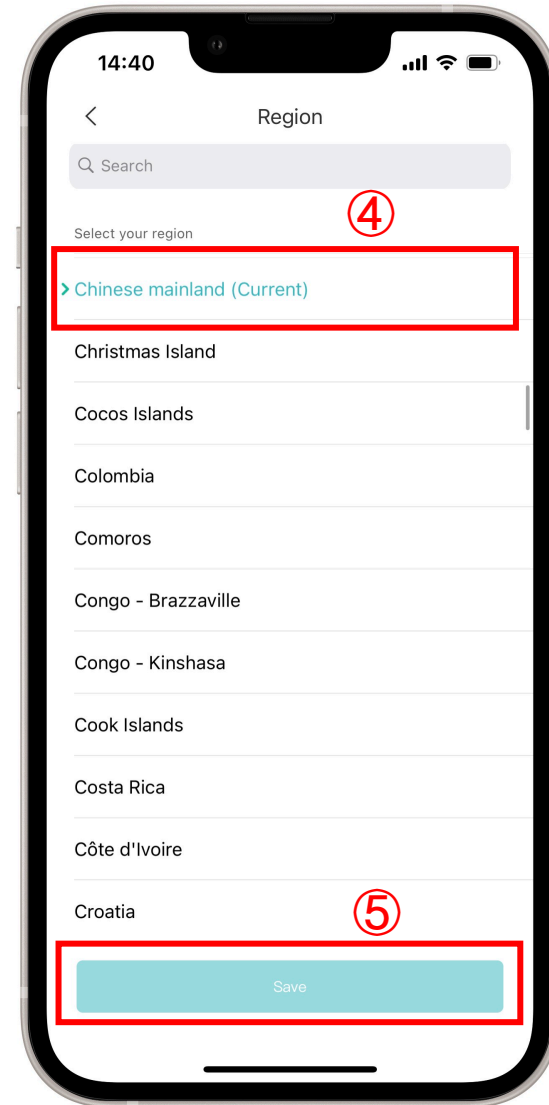 14:40
Region
Search
④
Select your region
Chinese mainland (Current)
Christmas Island
Cocos Islands
Colombia
Comoros
Congo - Brazzaville
Congo - Kinshasa
Cook Islands
Costa Rica
Côte d'Ivoire
Croatia
⑤
Save